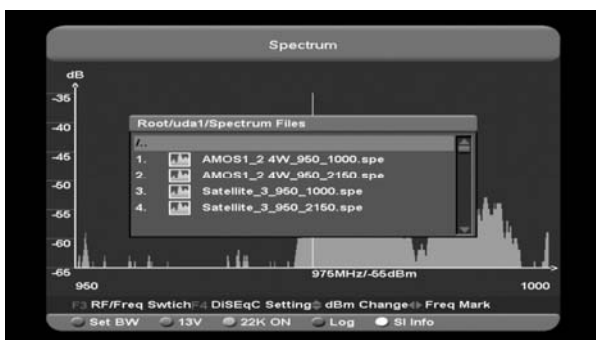 Spectrum
dB
-35
-40
-45
-50
-55
-60
-65
Root/uda1/Spectrum Files
/..
1. AMOS1_2 4W_950_1000.spe
2. AMOS1_2 4W_950_2150.spe
3. Satellite_3_950_1000.spe
4. Satellite_3_950_2150.spe
975MHz/-55dBm
950 1000
F3 RF/Freq Swtich F4 DiSEqC Setting dBm Change Freq Mark
Set BW 13V 22K ON Log SI Info